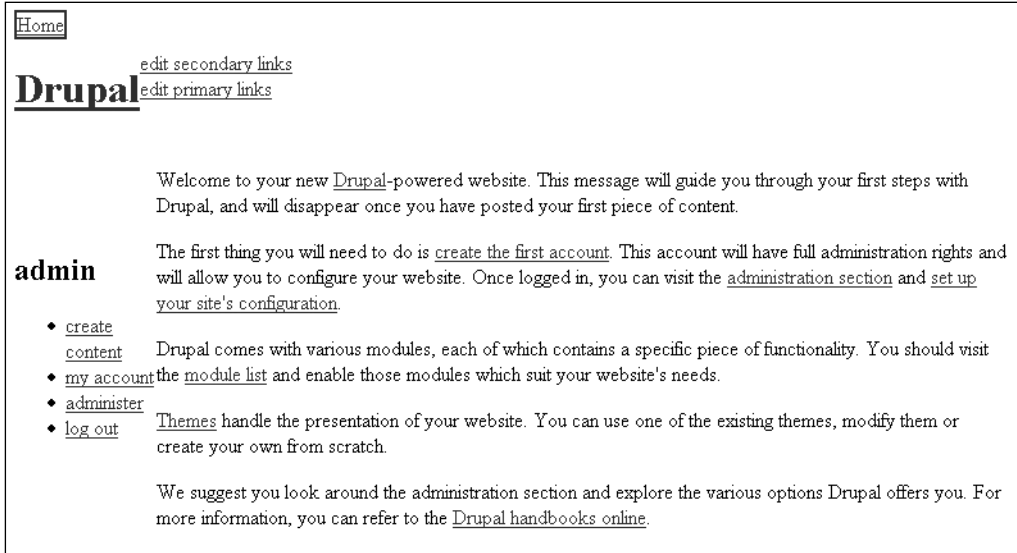 Home
edit secondary links
Drupal
edit primary links
Welcome to your new Drupal-powered website. This message will guide you through your first steps with
Drupal, and will disappear once you have posted your first piece of content.
The first thing you will need to do is create the first account. This account will have full administration rights and
will allow you to configure your website. Once logged in, you can visit the administration section and set up
your site's configuration.
Drupal comes with various modules, each of which contains a specific piece of functionality. You should visit
the module list and enable those modules which suit your website's needs.
Themes handle the presentation of your website. You can use one of the existing themes, modify them or
create your own from scratch.
We suggest you look around the administration section and explore the various options Drupal offers you. For
more information, you can refer to the Drupal handbooks online.
admin
create
content
my account
administer
log out